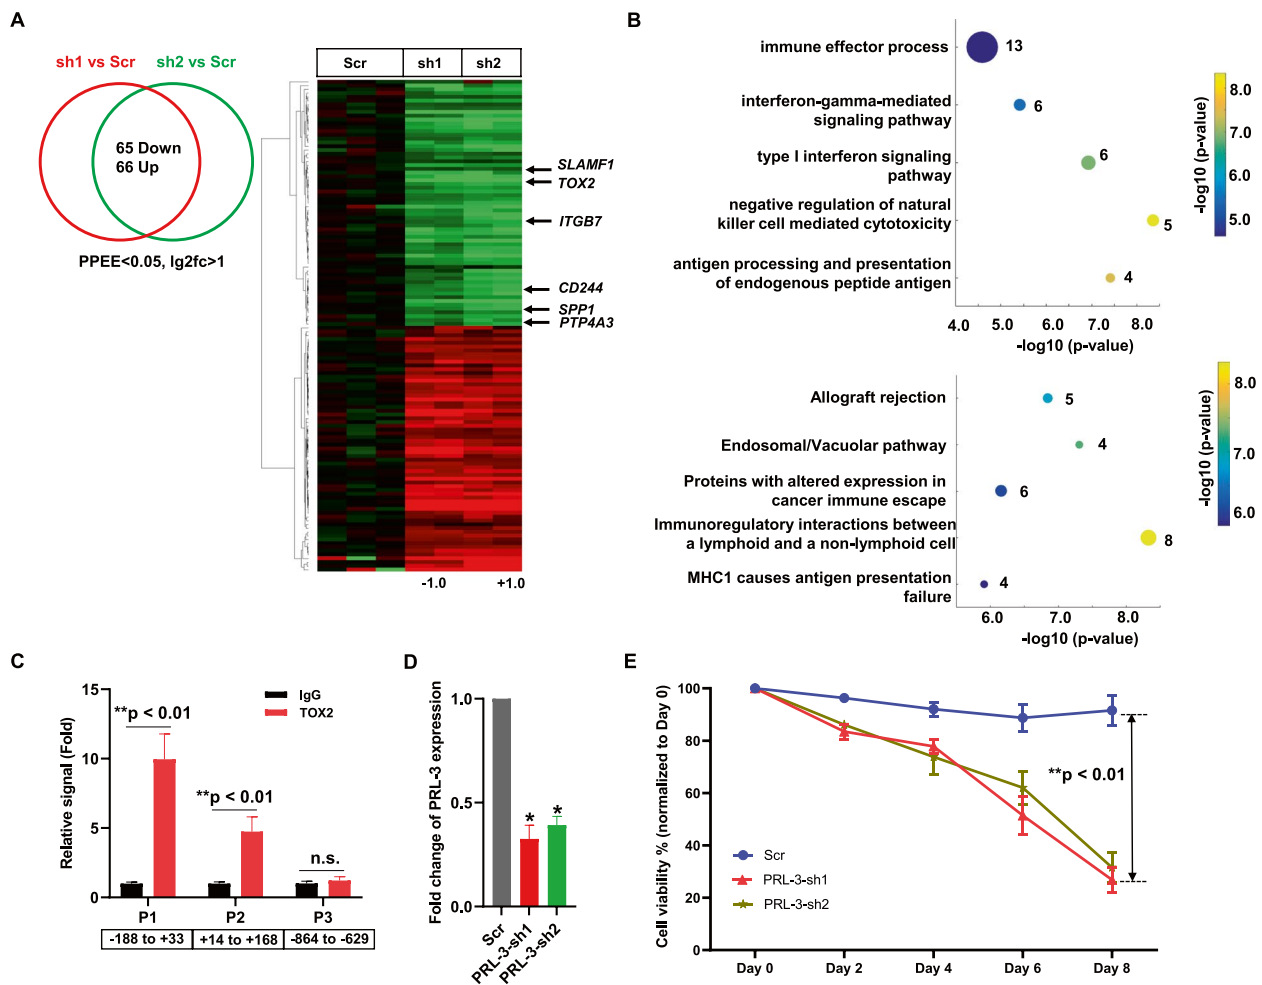 A
sh1 vs Scr
sh2 vs Scr
65 Down
66 Up
PPEE<0.05, lg2fc>1
Scr
sh1
sh2
SLAMF1
TOX2
ITGB7
CD244
SPP1
PTP4A3
-1.0
+1.0
B
immune effector process
13
interferon-gamma-mediated
signaling pathway
6
type I interferon signaling
pathway
6
negative regulation of natural
killer cell mediated cytotoxicity
5
antigen processing and presentation
of endogenous peptide antigen
4
4.0
5.0
6.0
7.0
8.0
-log10 (p-value)
8.0
7.0
6.0
5.0
-log10 (p-value)
Allograft rejection
5
Endosomal/Vacuolar pathway
4
Proteins with altered expression in
cancer immune escape
6
Immunoregulatory interactions between
a lymphoid and a non-lymphoid cell
8
MHC1 causes antigen presentation
failure
4
6.0
7.0
8.0
-log10 (p-value)
8.0
7.0
6.0
-log10 (p-value)
C
Relative signal (Fold)
15
10
5
0
IgG
TOX2
**p < 0.01
**p < 0.01
n.s.
P1
P2
P3
-188 to +33
+14 to +168
-864 to -629
D
Fold change of PRL-3 expression
1.0
0.5
0.0
*
*
Scr
PRL-3-sh1
PRL-3-sh2
E
Cell viability % (normalized to Day 0)
100
80
60
40
20
0
**p < 0.01
Scr
PRL-3-sh1
PRL-3-sh2
Day 0
Day 2
Day 4
Day 6
Day 8